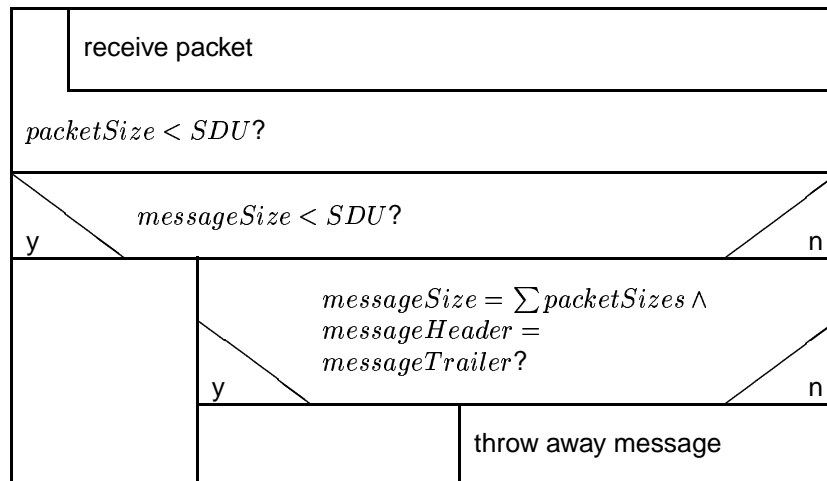 receive packet
packetSize < SDU?
messageSize < SDU?
y
n
messageSize = ∑ packetSizes ∧
messageHeader =
messageTrailer?
y
n
throw away message